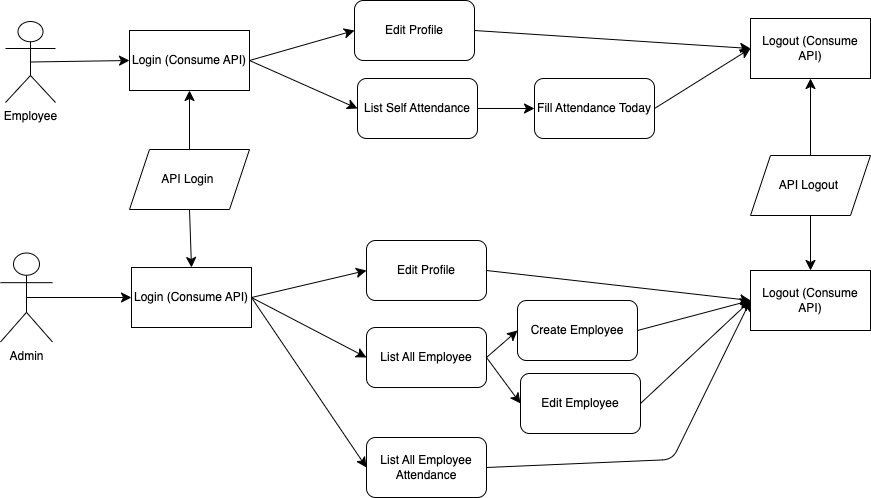 Edit Profile
Logout (Consume
API)
Login (Consume API)
List Self Attendance
Fill Attendance Today
Employee
API Login
API Logout
Edit Profile
Login (Consume API)
Logout (Consume
API)
Create Employee
List All Employee
Admin
Edit Employee
List All Employee
Attendance